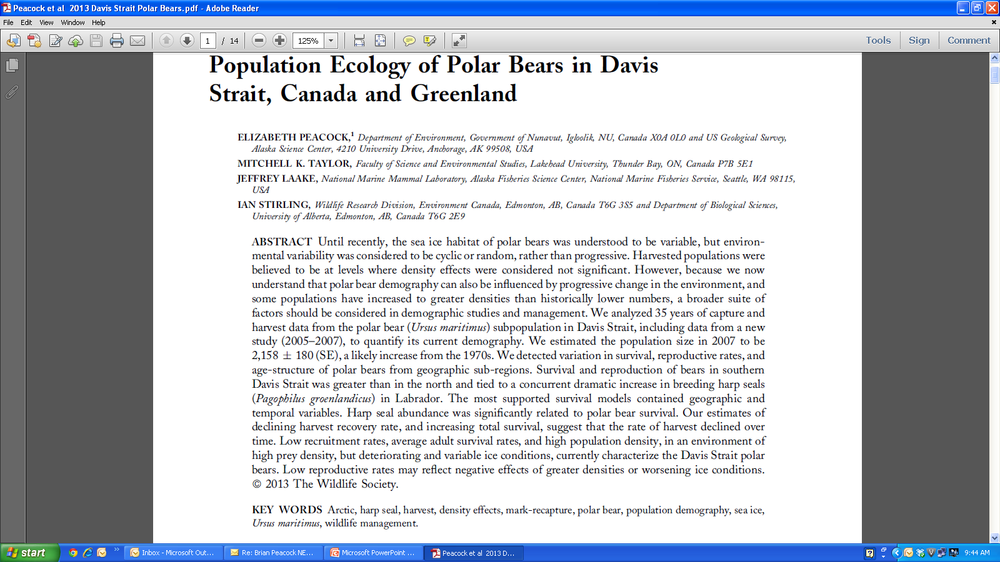 Peacock et al  2013 Davis Strait Polar Bears.pdf - Adobe Reader
File Edit View Window Help
1 / 14 125% Tools Sign Comment
Population Ecology of Polar Bears in Davis
Strait, Canada and Greenland
ELIZABETH PEACOCK,1 Department of Environment, Government of Nunavut, Igloolik, NU, Canada X0A 0L0 and US Geological Survey,
Alaska Science Center, 4210 University Drive, Anchorage, AK 99508, USA
MITCHELL K. TAYLOR, Faculty of Science and Environmental Studies, Lakehead University, Thunder Bay, ON, Canada P7B 5E1
JEFFREY LAAKE, National Marine Mammal Laboratory, Alaska Fisheries Science Center, National Marine Fisheries Service, Seattle, WA 98115,
USA
IAN STIRLING, Wildlife Research Division, Environment Canada, Edmonton, AB, Canada T6G 3S5 and Department of Biological Sciences,
University of Alberta, Edmonton, AB, Canada T6G 2E9
ABSTRACT Until recently, the sea ice habitat of polar bears was understood to be variable, but environ-
mental variability was considered to be cyclic or random, rather than progressive. Harvested populations were
believed to be at levels where density effects were considered not significant. However, because we now
understand that polar bear demography can also be influenced by progressive change in the environment, and
some populations have increased to greater densities than historically lower numbers, a broader suite of
factors should be considered in demographic studies and management. We analyzed 35 years of capture and
harvest data from the polar bear (Ursus maritimus) subpopulation in Davis Strait, including data from a new
study (2005–2007), to quantify its current demography. We estimated the population size in 2007 to be
2,158 ± 180 (SE), a likely increase from the 1970s. We detected variation in survival, reproductive rates, and
age-structure of polar bears from geographic sub-regions. Survival and reproduction of bears in southern
Davis Strait was greater than in the north and tied to a concurrent dramatic increase in breeding harp seals
(Pagophilus groenlandicus) in Labrador. The most supported survival models contained geographic and
temporal variables. Harp seal abundance was significantly related to polar bear survival. Our estimates of
declining harvest recovery rate, and increasing total survival, suggest that the rate of harvest declined over
time. Low recruitment rates, average adult survival rates, and high population density, in an environment of
high prey density, but deteriorating and variable ice conditions, currently characterize the Davis Strait polar
bears. Low reproductive rates may reflect negative effects of greater densities or worsening ice conditions.
© 2013 The Wildlife Society.
KEY WORDS Arctic, harp seal, harvest, density effects, mark-recapture, polar bear, population demography, sea ice,
Ursus maritimus, wildlife management.
start Inbox - Microsoft Out... Re: Brian Peacock NE... Microsoft PowerPoint ... Peacock et al  2013 D... 9:44 AM